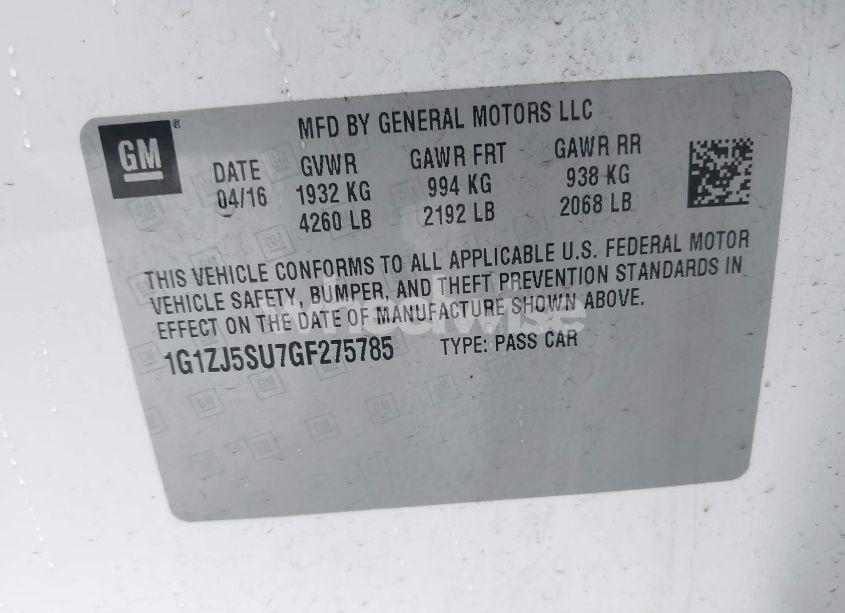 GM®
MFD BY GENERAL MOTORS LLC
DATE GVWR GAWR FRT GAWR RR
04/16 1932 KG 994 KG 938 KG
4260 LB 2192 LB 2068 LB
THIS VEHICLE CONFORMS TO ALL APPLICABLE U.S. FEDERAL MOTOR
VEHICLE SAFETY, BUMPER, AND THEFT PREVENTION STANDARDS IN
EFFECT ON THE DATE OF MANUFACTURE SHOWN ABOVE.
1G1ZJ5SU7GF275785 TYPE: PASS CAR